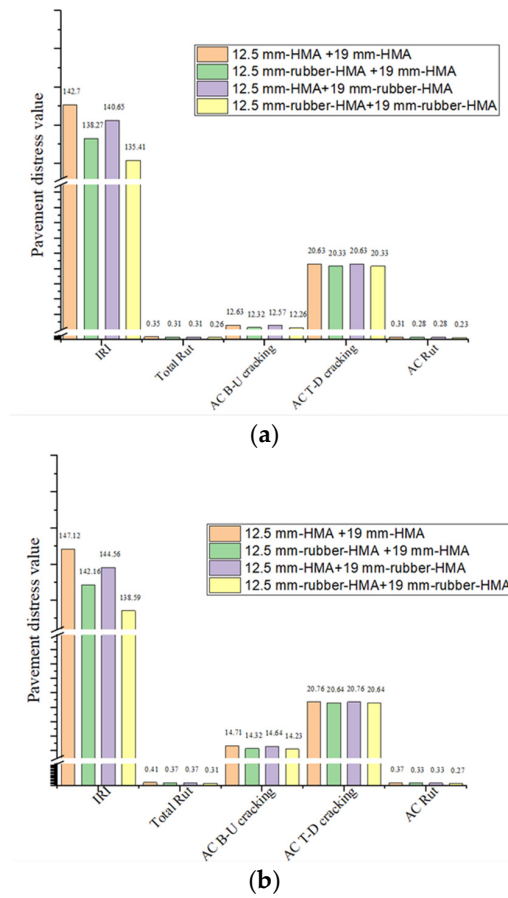 12.5 mm-HMA +19 mm-HMA
12.5 mm-rubber-HMA +19 mm-HMA
12.5 mm-HMA+19 mm-rubber-HMA
12.5 mm-rubber-HMA+19 mm-rubber-HMA
Pavement distress value
142.7
138.27
140.65
135.41
0.35 0.31 0.31 0.26
12.63 12.32 12.57 12.26
20.63 20.33 20.63 20.33
0.31 0.28 0.28 0.23
IRI
Total Rut
AC B-U cracking
AC T-D cracking
AC Rut
(a)
12.5 mm-HMA +19 mm-HMA
12.5 mm-rubber-HMA +19 mm-HMA
12.5 mm-HMA+19 mm-rubber-HMA
12.5 mm-rubber-HMA+19 mm-rubber-HMA
Pavement distress value
147.12
142.16
144.56
138.59
0.41 0.37 0.37 0.31
14.71 14.32 14.64 14.23
20.76 20.64 20.76 20.64
0.37 0.33 0.33 0.27
IRI
Total Rut
AC B-U cracking
AC T-D cracking
AC Rut
(b)